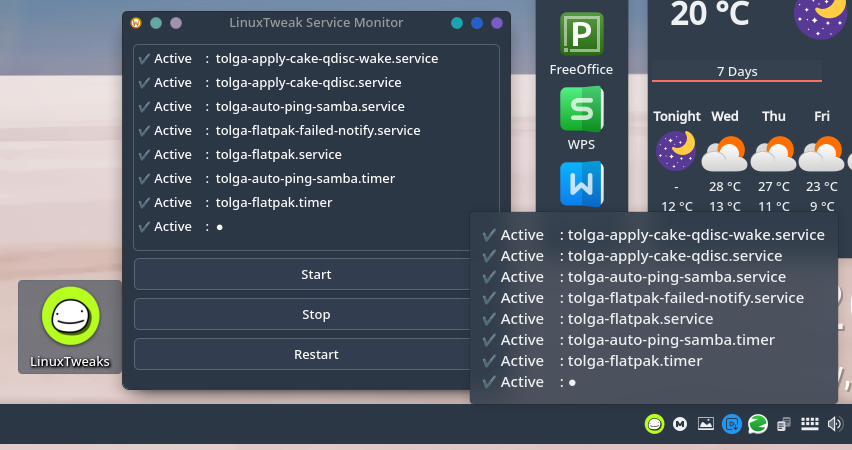 LinuxTweak Service Monitor
✔ Active : tolga-apply-cake-qdisc-wake.service
✔ Active : tolga-apply-cake-qdisc.service
✔ Active : tolga-auto-ping-samba.service
✔ Active : tolga-flatpak-failed-notify.service
✔ Active : tolga-flatpak.service
✔ Active : tolga-auto-ping-samba.timer
✔ Active : tolga-flatpak.timer
✔ Active : ●
Start
Stop
Restart
LinuxTweaks
P
FreeOffice
S
WPS
W
20 °C
7 Days
Tonight Wed Thu Fri
- 28 °C 27 °C 23 °C
12 °C 13 °C 11 °C 9 °C
✔ Active : tolga-apply-cake-qdisc-wake.service
✔ Active : tolga-apply-cake-qdisc.service
✔ Active : tolga-auto-ping-samba.service
✔ Active : tolga-flatpak-failed-notify.service
✔ Active : tolga-flatpak.service
✔ Active : tolga-auto-ping-samba.timer
✔ Active : tolga-flatpak.timer
✔ Active : ●